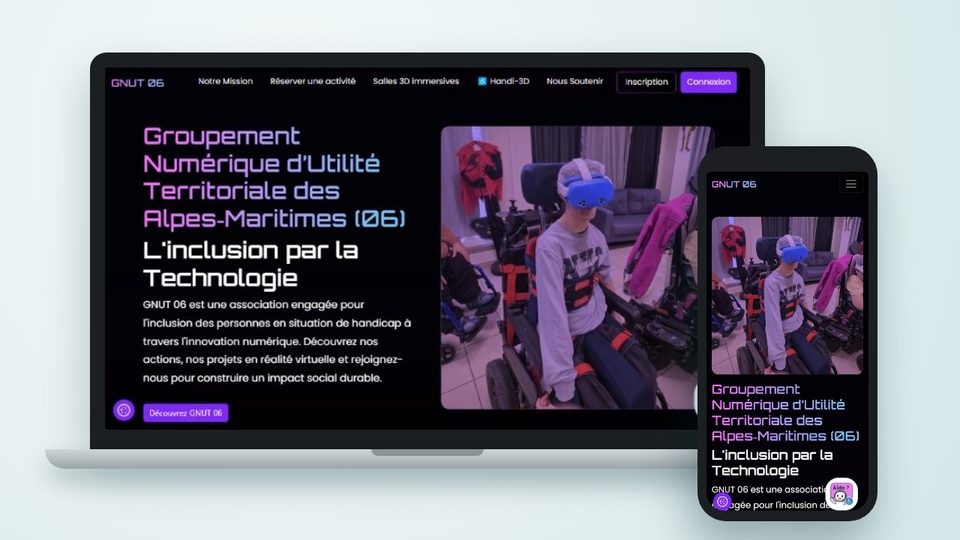 GNUT 06
Notre Mission
Réserver une activité
Salles 3D immersives
Handi-3D
Nous Soutenir
Inscription
Connexion
Groupement
Numérique d'Utilité
Territoriale des
Alpes-Maritimes (06)
L'inclusion par la
Technologie
GNUT 06 est une association engagée pour
l'inclusion des personnes en situation de handicap à
travers l'innovation numérique. Découvrez nos
actions, nos projets en réalité virtuelle et rejoignez-
nous pour construire un impact social durable.
Découvrez GNUT 06
GNUT 06
Groupement
Numérique d'Utilité
Territoriale des
Alpes-Maritimes (06)
L'inclusion par la
Technologie
GNUT 06 est une
pour l'inclusion
Aide ?